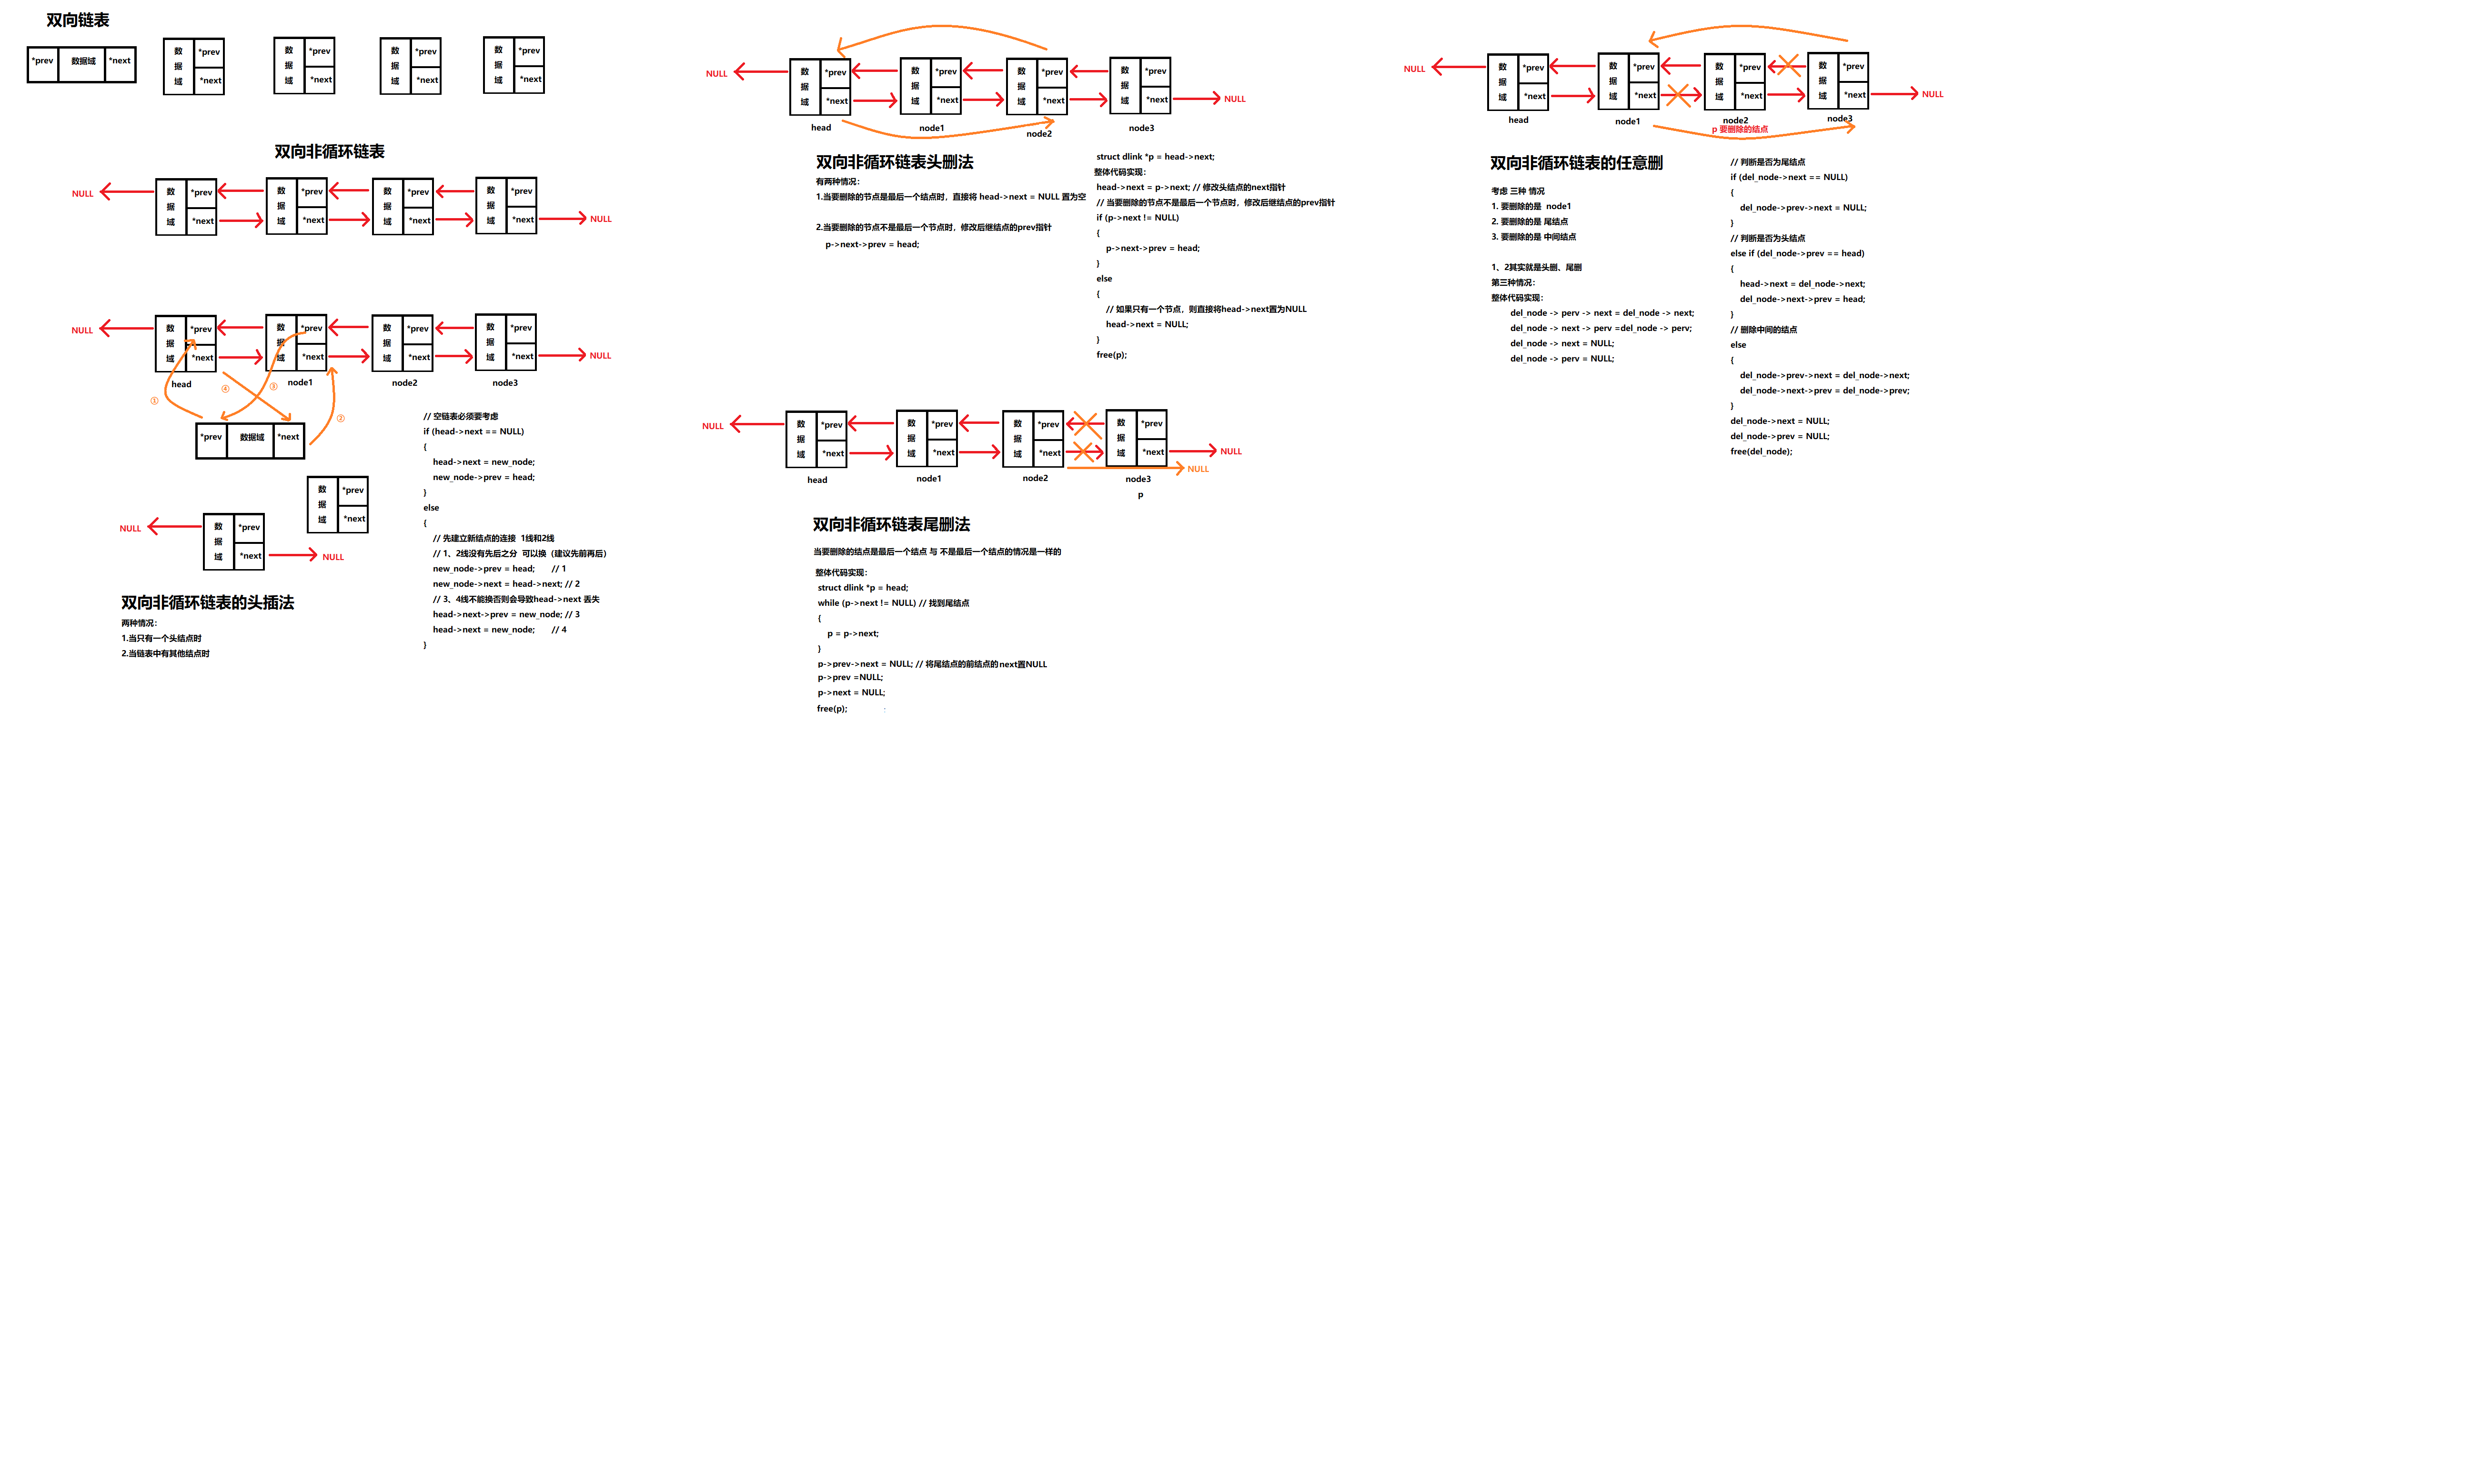 双向链表
*prev 数据域 *next
数据域 *prev *next
数据域 *prev *next
数据域 *prev *next
数据域 *prev *next
双向非循环链表
NULL
数据域 *prev *next
数据域 *prev *next
数据域 *prev *next
数据域 *prev *next
NULL
NULL
数据域 *prev *next
数据域 *prev *next
数据域 *prev *next
数据域 *prev *next
NULL
head
node1
node2
node3
①
④
③
②
*prev 数据域 *next
数据域 *prev *next
NULL
数据域 *prev *next
NULL
双向非循环链表的头插法
两种情况：
1.当只有一个头结点时
2.当链表中有其他结点时
// 空链表必须要考虑
if (head->next == NULL)
{
head->next = new_node;
new_node->prev = head;
}
else
{
// 先建立新结点的连接 1线和2线
// 1、2线没有先后之分 可以换（建议先前再后）
new_node->prev = head; // 1
new_node->next = head->next; // 2
// 3、4线不能换否则会导致head->next 丢失
head->next->prev = new_node; // 3
head->next = new_node; // 4
}
NULL
数据域 *prev *next
数据域 *prev *next
数据域 *prev *next
数据域 *prev *next
NULL
head
node1
node2
node3
双向非循环链表头删法
有两种情况：
1.当要删除的节点是最后一个结点时，直接将 head->next = NULL 置为空
2.当要删除的节点不是最后一个节点时，修改后继结点的prev指针
p->next->prev = head;
struct dlink *p = head->next;
整体代码实现：
head->next = p->next; // 修改头结点的next指针
// 当要删除的节点不是最后一个节点时，修改后继结点的prev指针
if (p->next != NULL)
{
p->next->prev = head;
}
else
{
// 如果只有一个节点，则直接将head->next置为NULL
head->next = NULL;
}
free(p);
NULL
数据域 *prev *next
数据域 *prev *next
数据域 *prev *next
数据域 *prev *next
NULL
NULL
head
node1
node2
node3
p
双向非循环链表尾删法
当要删除的结点是最后一个结点 与 不是最后一个结点的情况是一样的
整体代码实现：
struct dlink *p = head;
while (p->next != NULL) // 找到尾结点
{
p = p->next;
}
p->prev->next = NULL; // 将尾结点的前结点的next置NULL
p->prev =NULL;
p->next = NULL;
free(p);
NULL
数据域 *prev *next
数据域 *prev *next
数据域 *prev *next
数据域 *prev *next
NULL
head
node1
node2
node3
p 要删除的结点
双向非循环链表的任意删
考虑 三种 情况
1. 要删除的是 node1
2. 要删除的是 尾结点
3. 要删除的是 中间结点
1、2其实就是头删、尾删
第三种情况：
整体代码实现：
del_node -> perv -> next = del_node -> next;
del_node -> next -> perv =del_node -> perv;
del_node -> next = NULL;
del_node -> perv = NULL;
// 判断是否为尾结点
if (del_node->next == NULL)
{
del_node->prev->next = NULL;
}
// 判断是否为头结点
else if (del_node->prev == head)
{
head->next = del_node->next;
del_node->next->prev = head;
}
// 删除中间的结点
else
{
del_node->prev->next = del_node->next;
del_node->next->prev = del_node->prev;
}
del_node->next = NULL;
del_node->prev = NULL;
free(del_node);